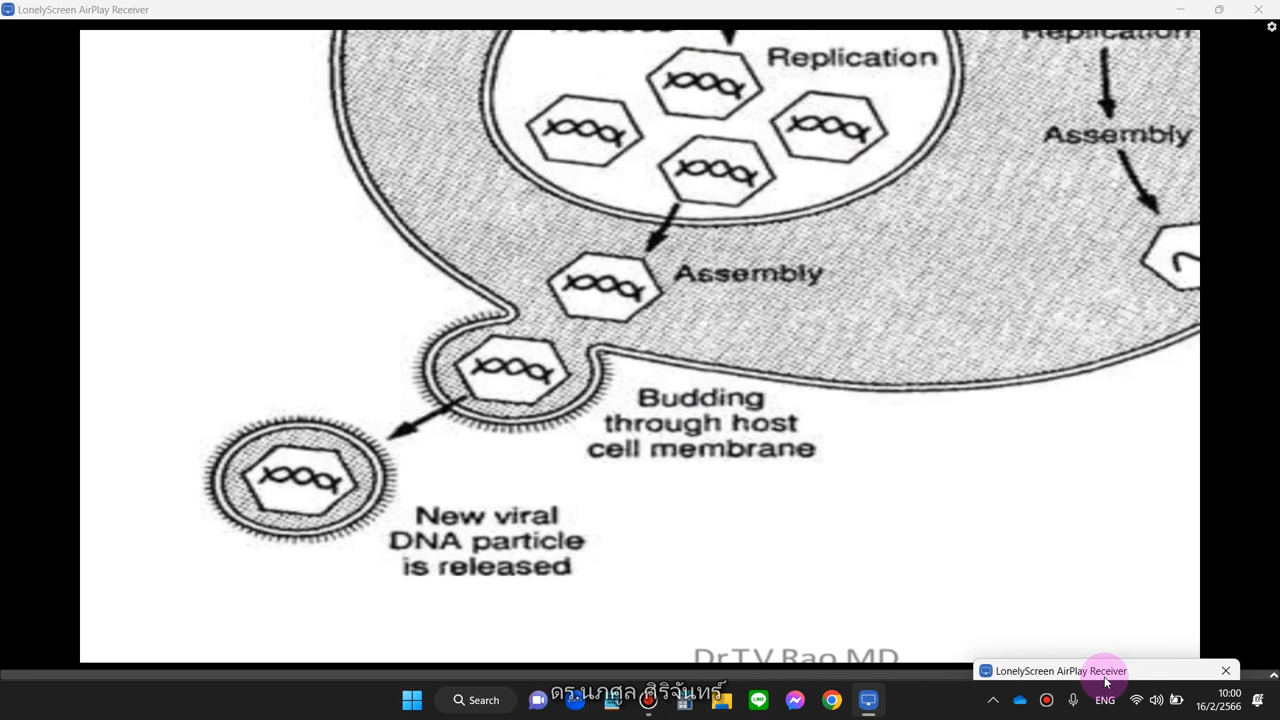 LonelyScreen AirPlay Receiver
Replication
Replication
Assembly
Assembly
Budding
through host
cell membrane
New viral
DNA particle
is released
Dr.T.V.Rao MD
LonelyScreen AirPlay Receiver
ดร.นภศูล ศิริจันทร์
Search
ENG
10:00
16/2/2566